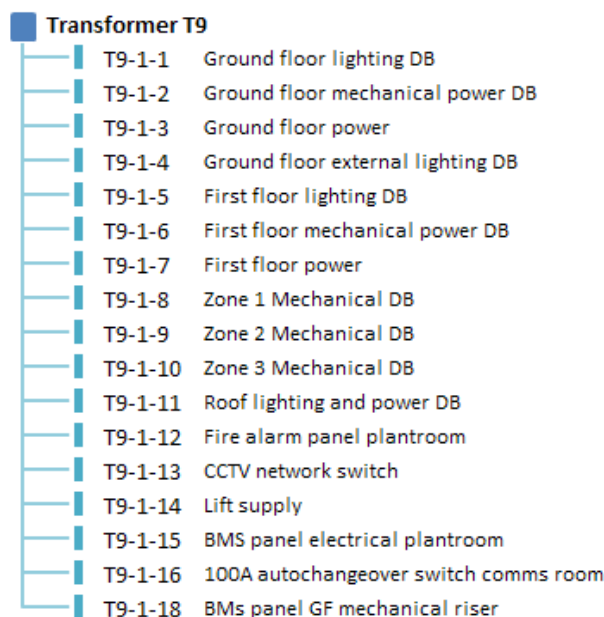 Transformer T9
T9-1-1 Ground floor lighting DB
T9-1-2 Ground floor mechanical power DB
T9-1-3 Ground floor power
T9-1-4 Ground floor external lighting DB
T9-1-5 First floor lighting DB
T9-1-6 First floor mechanical power DB
T9-1-7 First floor power
T9-1-8 Zone 1 Mechanical DB
T9-1-9 Zone 2 Mechanical DB
T9-1-10 Zone 3 Mechanical DB
T9-1-11 Roof lighting and power DB
T9-1-12 Fire alarm panel plantroom
T9-1-13 CCTV network switch
T9-1-14 Lift supply
T9-1-15 BMS panel electrical plantroom
T9-1-16 100A autochangeover switch comms room
T9-1-18 BMs panel GF mechanical riser